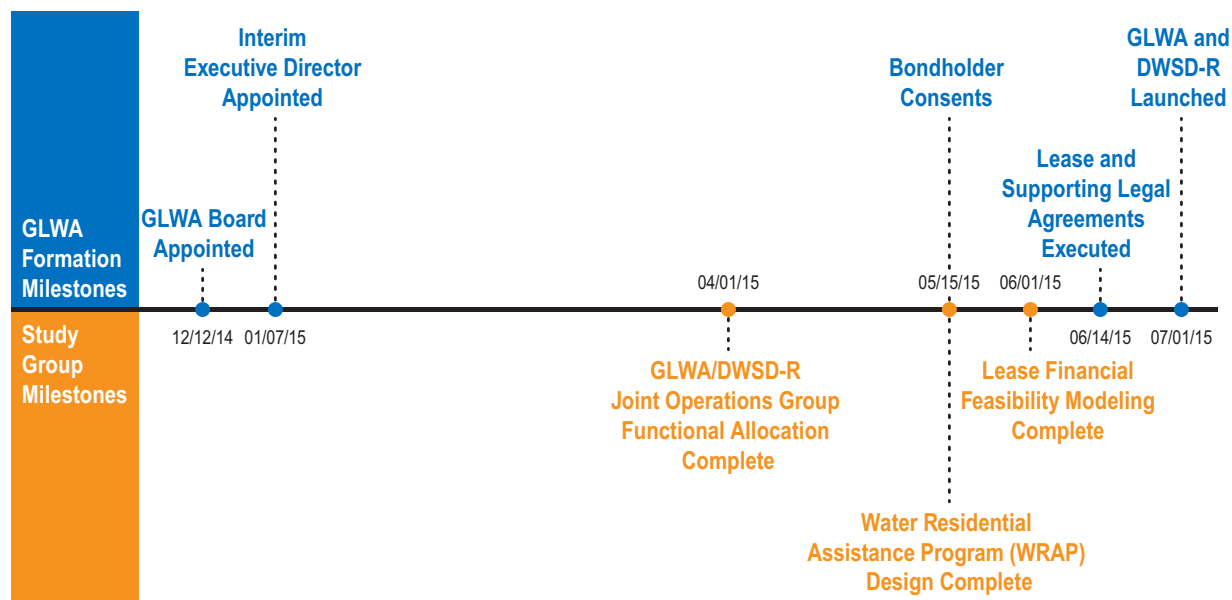 Interim
Executive Director
Appointed
Bondholder
Consents
GLWA and
DWSD-R
Launched
Lease and
Supporting Legal
Agreements
Executed
GLWA Board
Appointed
GLWA
Formation
Milestones
04/01/15
05/15/15
06/01/15
Study
Group
Milestones
12/12/14
01/07/15
06/14/15
07/01/15
GLWA/DWSD-R
Joint Operations Group
Functional Allocation
Complete
Lease Financial
Feasibility Modeling
Complete
Water Residential
Assistance Program (WRAP)
Design Complete